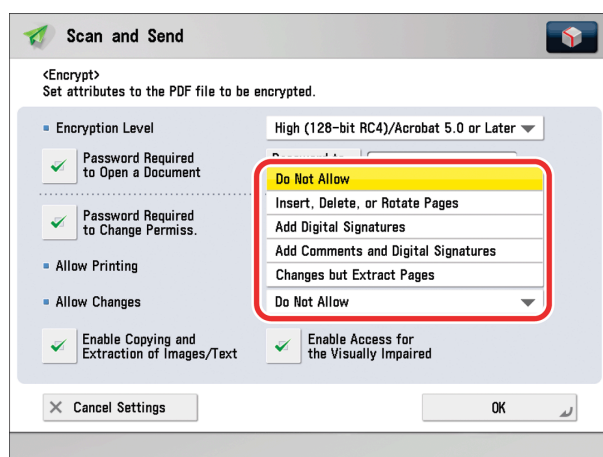 Scan and Send
<Encrypt>
Set attributes to the PDF file to be encrypted.
Encryption Level
High (128-bit RC4)/Acrobat 5.0 or Later
Password Required
to Open a Document
Password to
Do Not Allow
Insert, Delete, or Rotate Pages
Add Digital Signatures
Add Comments and Digital Signatures
Changes but Extract Pages
Password Required
to Change Permiss.
Allow Printing
Allow Changes
Do Not Allow
Enable Copying and
Extraction of Images/Text
Enable Access for
the Visually Impaired
Cancel Settings
OK